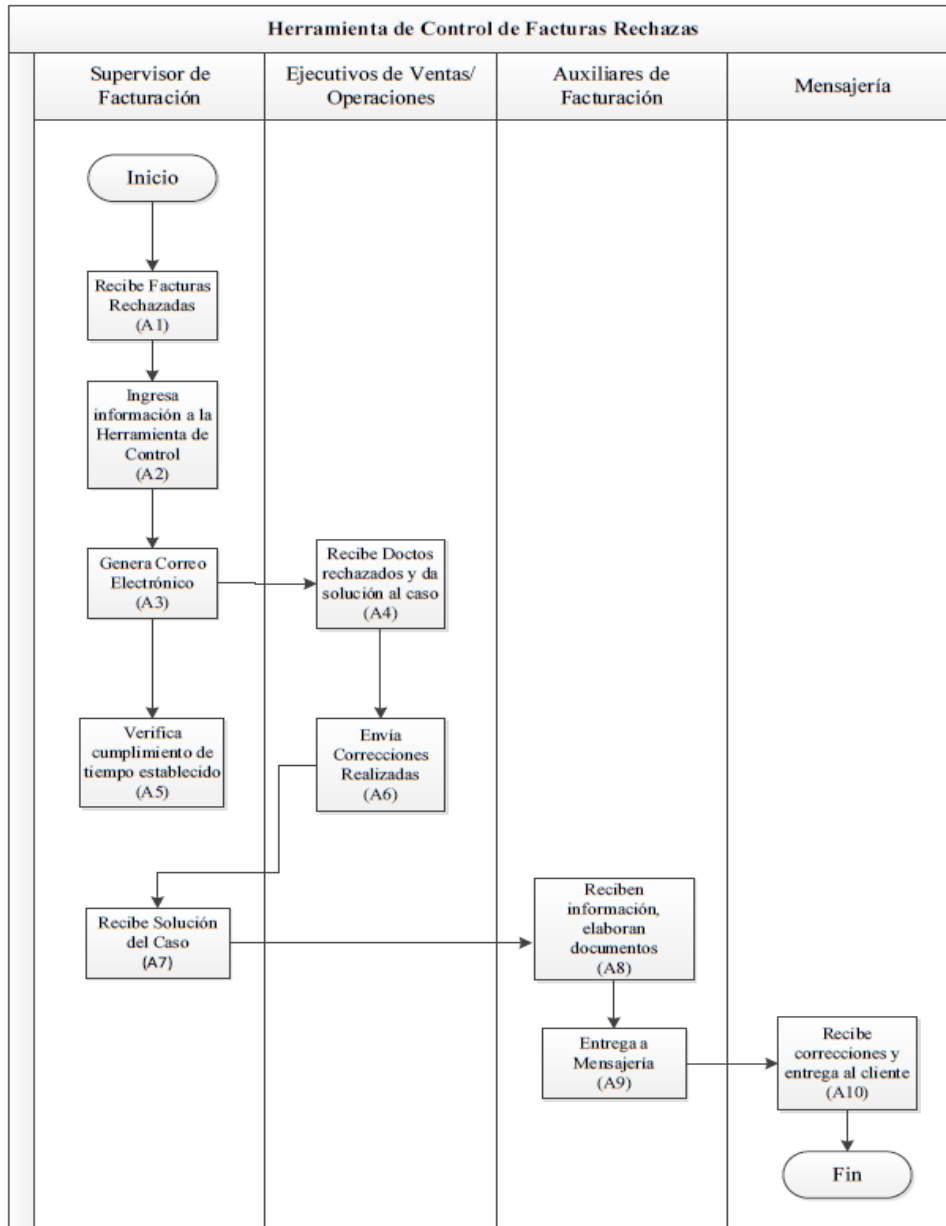 Herramienta de Control de Facturas Rechazas
Supervisor de
Facturación
Ejecutivos de Ventas/
Operaciones
Auxiliares de
Facturación
Mensajería
Inicio
Recibe Facturas
Rechazadas
(A1)
Ingresa
información a la
Herramienta de
Control
(A2)
Genera Correo
Electrónico
(A3)
Recibe Doctos
rechazados y da
solución al caso
(A4)
Verifica
cumplimiento de
tiempo establecido
(A5)
Envía
Correcciones
Realizadas
(A6)
Recibe Solución
del Caso
(A7)
Reciben
información,
elaboran
documentos
(A8)
Entrega a
Mensajería
(A9)
Recibe
correcciones y
entrega al cliente
(A10)
Fin